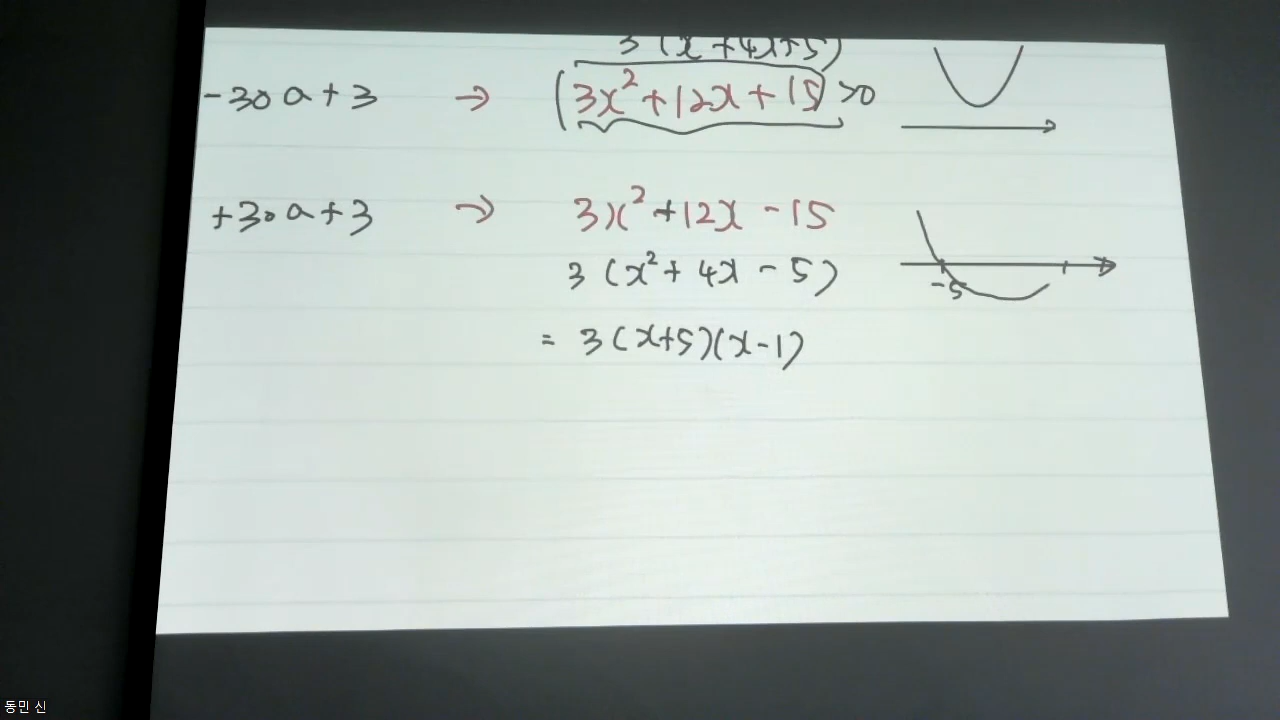 3(x²+4x+5)
-30a+3 → (3x²+12x+15)>0
+30a+3 → 3x²+12x-15
3(x²+4x-5)
-5
= 3(x+5)(x-1)
동민 신